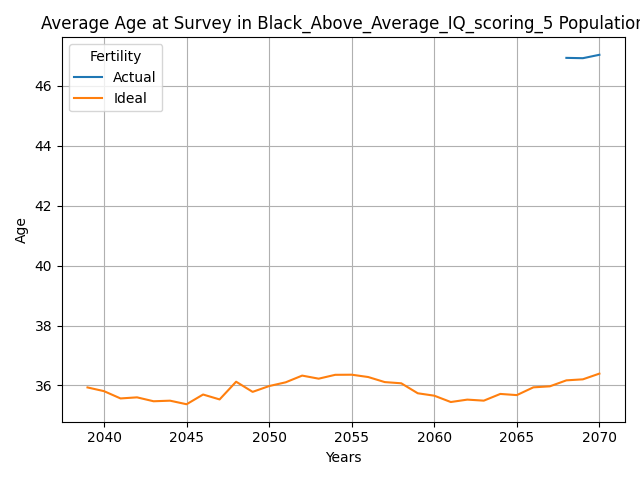 Average Age at Survey in Black_Above_Average_IQ_scoring_5 Population
Fertility
Actual
Ideal
46
44
42
40
38
36
Age
2040 2045 2050 2055 2060 2065 2070
Years